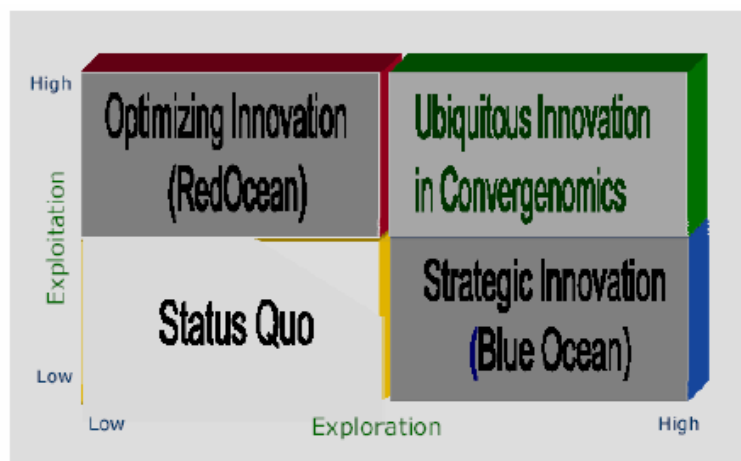 High
Optimizing Innovation
(RedOcean)
Ubiquitous Innovation
in Convergenomics
Exploitation
Status Quo
Strategic Innovation
(Blue Ocean)
Low
Low
Exploration
High